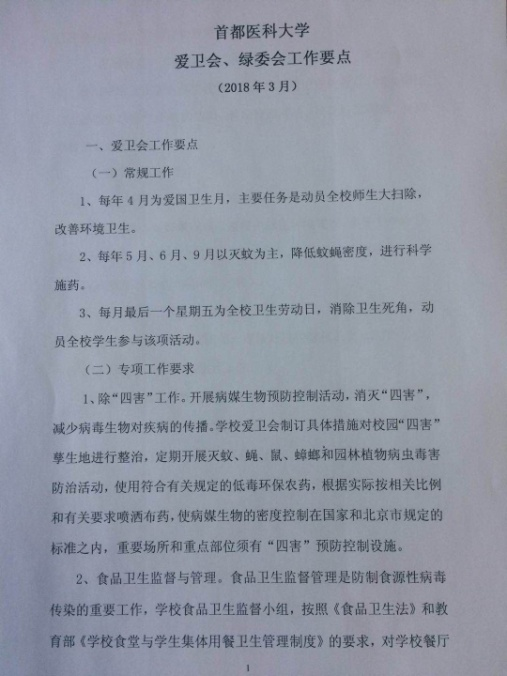 首都医科大学
爱卫会、绿委会工作要点
（2018 年 3 月）
一、爱卫会工作要点
（一）常规工作
1、每年 4 月为爱国卫生月，主要任务是动员全校师生大扫除，
改善环境卫生。
2、每年 5 月、6 月、9 月以灭蚊为主，降低蚊蝇密度，进行科学
施药。
3、每月最后一个星期五为全校卫生劳动日，消除卫生死角，动
员全校学生参与该项活动。
（二）专项工作要求
1、除“四害”工作。开展病媒生物预防控制活动，消灭“四害”，
减少病毒生物对疾病的传播。学校爱卫会制订具体措施对校园“四害”
孳生地进行整治，定期开展灭蚊、蝇、鼠、蟑螂和园林植物病虫毒害
防治活动，使用符合有关规定的低毒环保农药，根据实际按相关比例
和有关要求喷洒布药，使病媒生物的密度控制在国家和北京市规定的
标准之内，重要场所和重点部位须有“四害”预防控制设施。
2、食品卫生监督与管理。食品卫生监督管理是防制食源性病毒
传染的重要工作，学校食品卫生监督小组，按照《食品卫生法》和教
育部《学校食堂与学生集体用餐卫生管理制度》的要求，对学校餐厅
1